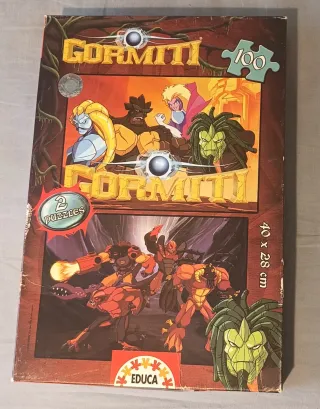 GORMITI
100
GORMITI
2
PUZZLES
40 x 28 cm
EDUCA